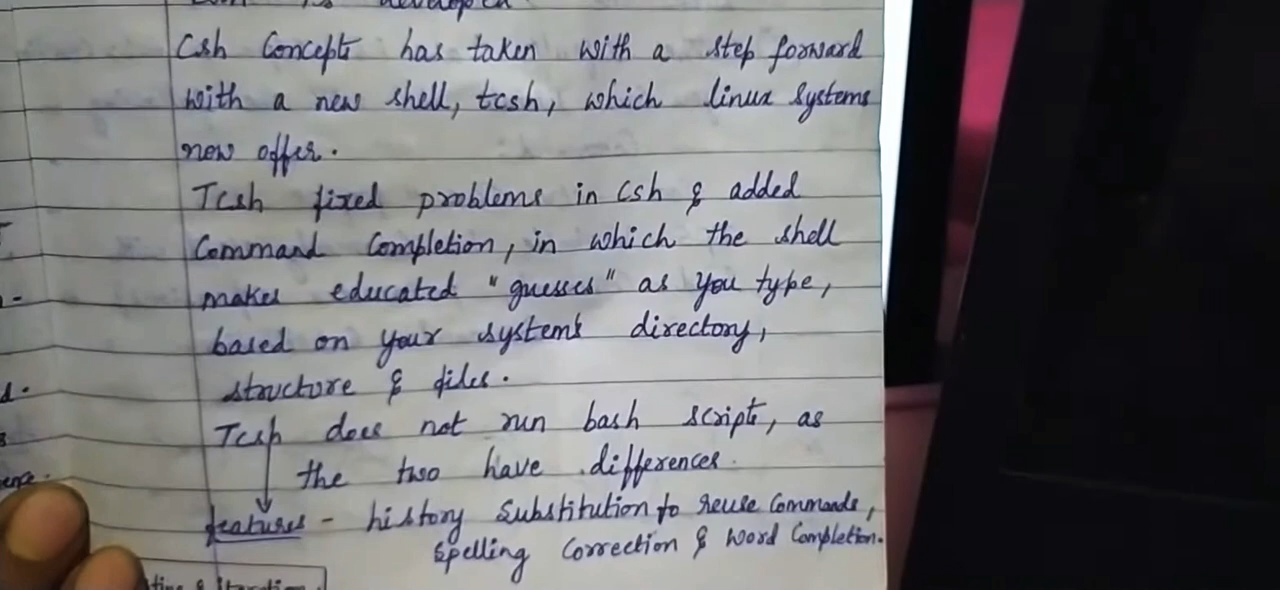 developed
Csh Concepts has taken with a step forward
with a new shell, tcsh, which linux systems
now offer.
Tcsh fixed problems in csh & added
Command Completion, in which the shell
makes educated "guesses" as you type,
based on your system's directory,
structure & files.
Tcsh does not run bash scripts, as
the two have differences.
features - history Substitution to reuse Commands,
Spelling Correction & Word Completion.
& Iteration